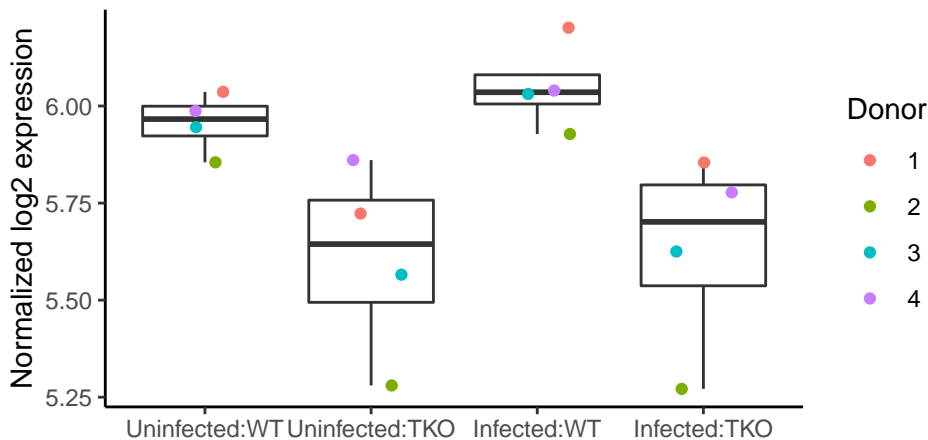 Normalized log2 expression
6.00
5.75
5.50
5.25
Uninfected:WT Uninfected:TKO Infected:WT Infected:TKO
Donor
1
2
3
4